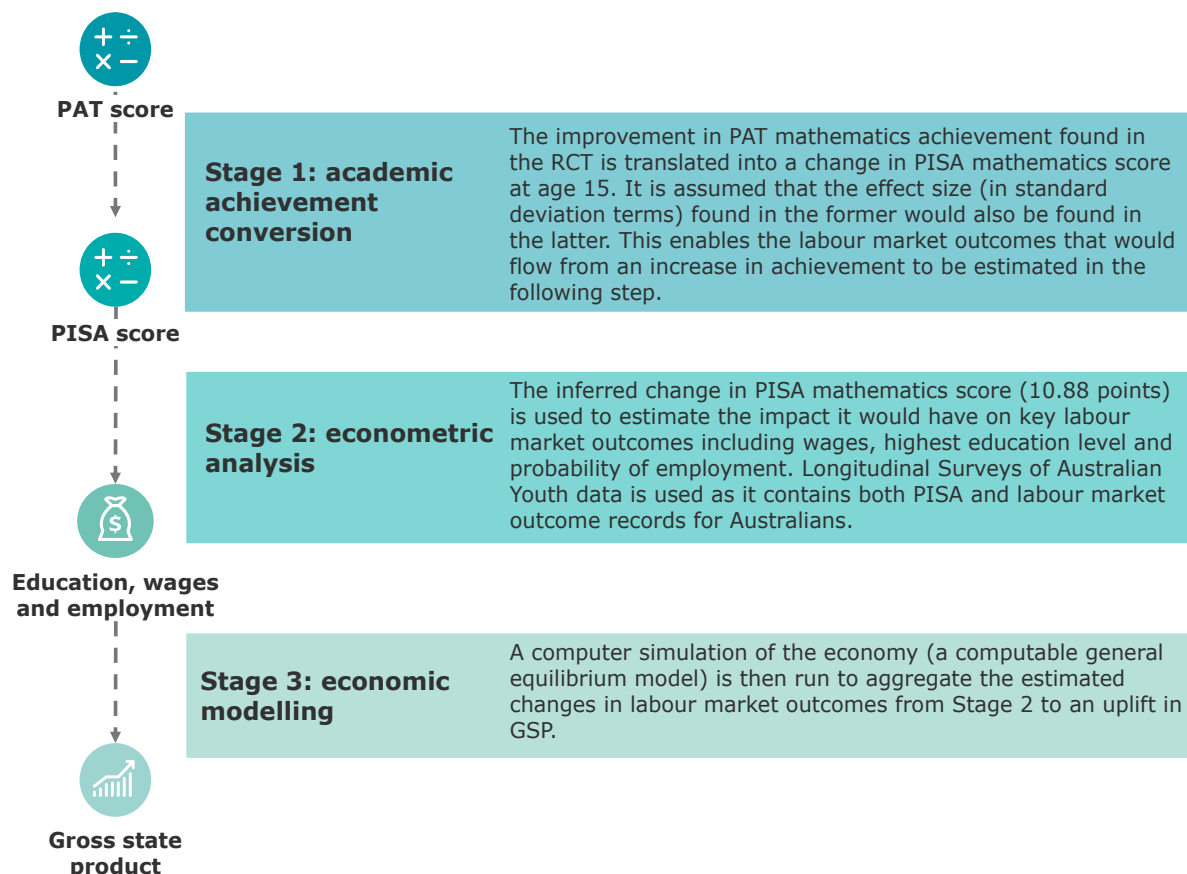 PAT score
Stage 1: academic
achievement
conversion
The improvement in PAT mathematics achievement found in
the RCT is translated into a change in PISA mathematics score
at age 15. It is assumed that the effect size (in standard
deviation terms) found in the former would also be found in
the latter. This enables the labour market outcomes that would
flow from an increase in achievement to be estimated in the
following step.
PISA score
Stage 2: econometric
analysis
The inferred change in PISA mathematics score (10.88 points)
is used to estimate the impact it would have on key labour
market outcomes including wages, highest education level and
probability of employment. Longitudinal Surveys of Australian
Youth data is used as it contains both PISA and labour market
outcome records for Australians.
Education, wages
and employment
Stage 3: economic
modelling
A computer simulation of the economy (a computable general
equilibrium model) is then run to aggregate the estimated
changes in labour market outcomes from Stage 2 to an uplift in
GSP.
Gross state
product